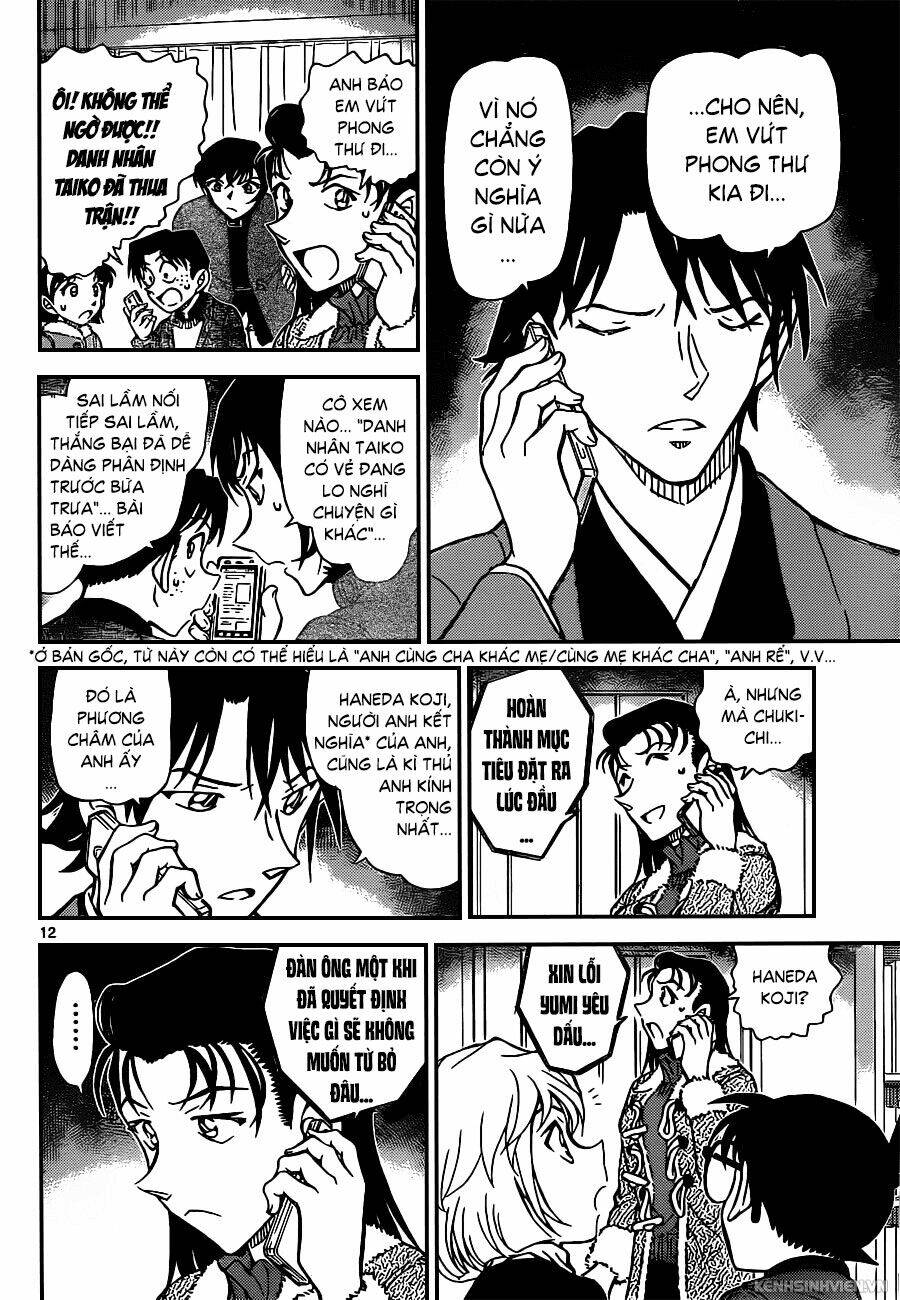 ...CHO NÊN,
EM VỨT
PHONG THƯ
KIA ĐI...
VÌ NÓ
CHẲNG
CÒN Ý
NGHĨA
GÌ NỮA
...
ANH BẢO
EM VỨT
PHONG
THƯ ĐI...
ÔI! KHÔNG THỂ
NGỜ ĐƯỢC!!
DANH NHÂN
TAIKO ĐÃ THUA
TRẬN!!
CÔ XEM
NÀO... "DANH
NHÂN TAIKO
CÓ VẺ ĐANG
LO NGHĨ
CHUYỆN GÌ
KHÁC"...
SAI LẦM NỐI
TIẾP SAI LẦM,
THẮNG BẠI ĐÃ DỄ
DÀNG PHÂN ĐỊNH
TRƯỚC BỮA
TRƯA"... BÀI
BÁO VIẾT
THẾ...
*Ở BẢN GỐC, TỪ NÀY CÒN CÓ THỂ HIỂU LÀ "ANH CÙNG CHA KHÁC MẸ/CÙNG MẸ KHÁC CHA", "ANH RỂ", V.V...
À, NHƯNG
MÀ CHUKI-
CHI...
HOÀN
THÀNH MỤC
TIÊU ĐẶT RA
LÚC ĐẦU
...
HANEDA KOJI,
NGƯỜI ANH KẾT
NGHĨA* CỦA ANH,
CŨNG LÀ KÌ THỦ
ANH KÍNH
TRỌNG
NHẤT...
ĐÓ LÀ
PHƯƠNG
CHÂM CỦA
ANH ẤY
...
12
HANEDA
KOJI?
XIN LỖI
YUMI YÊU
DẤU...
ĐÀN ÔNG MỘT KHI
ĐÃ QUYẾT ĐỊNH
VIỆC GÌ SẼ KHÔNG
MUỐN TỪ BỎ
ĐÂU...
......
KENHSINHVIEN.VN